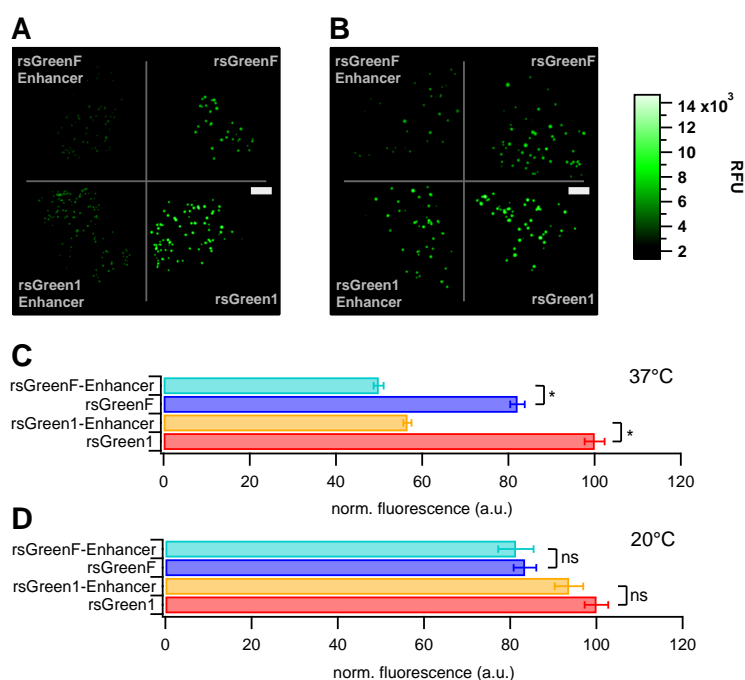 A
rsGreenF
Enhancer
rsGreenF
rsGreen1
Enhancer
rsGreen1
B
rsGreenF
Enhancer
rsGreenF
rsGreen1
Enhancer
rsGreen1
14 x10³
12
10
8
6
4
2
RFU
C
37°C
rsGreenF-Enhancer
rsGreenF
*
rsGreen1-Enhancer
rsGreen1
*
0 20 40 60 80 100 120
norm. fluorescence (a.u.)
D
20°C
rsGreenF-Enhancer
rsGreenF
ns
rsGreen1-Enhancer
rsGreen1
ns
0 20 40 60 80 100 120
norm. fluorescence (a.u.)